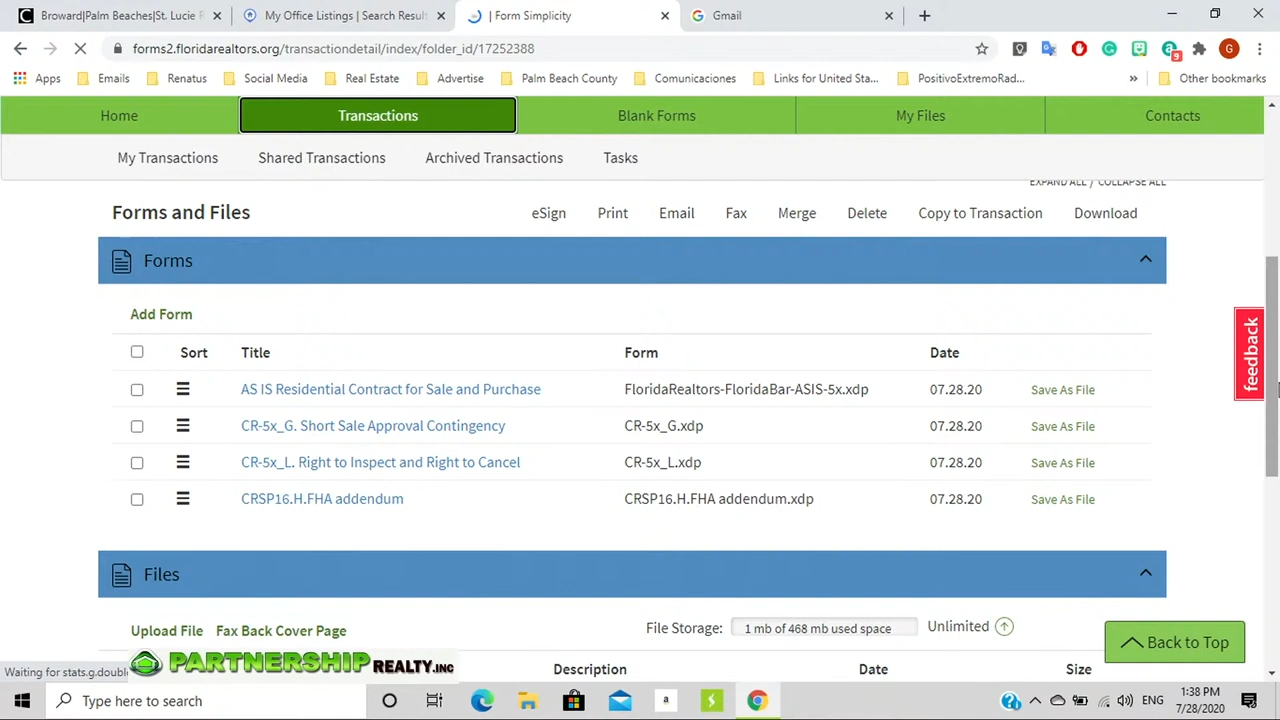 Broward|Palm Beaches|St. Lucie R
My Office Listings | Search Result
| Form Simplicity
Gmail
forms2.floridarealtors.org/transactiondetail/index/folder_id/17252388
Apps Emails Renatus Social Media Real Estate Advertise Palm Beach County Comunicaciones Links for United Sta... PositivoExtremoRad... » Other bookmarks
Home Transactions Blank Forms My Files Contacts
My Transactions Shared Transactions Archived Transactions Tasks
EXPAND ALL / COLLAPSE ALL
Forms and Files eSign Print Email Fax Merge Delete Copy to Transaction Download
Forms
Add Form
Sort Title Form Date
AS IS Residential Contract for Sale and Purchase FloridaRealtors-FloridaBar-ASIS-5x.xdp 07.28.20 Save As File
CR-5x_G. Short Sale Approval Contingency CR-5x_G.xdp 07.28.20 Save As File
CR-5x_L. Right to Inspect and Right to Cancel CR-5x_L.xdp 07.28.20 Save As File
CRSP16.H.FHA addendum CRSP16.H.FHA addendum.xdp 07.28.20 Save As File
feedback
Files
Upload File Fax Back Cover Page File Storage: 1 mb of 468 mb used space Unlimited
Back to Top
Description Date Size
Waiting for stats.g.double
PARTNERSHIP REALTY.INC
Type here to search
ENG
1:38 PM
7/28/2020